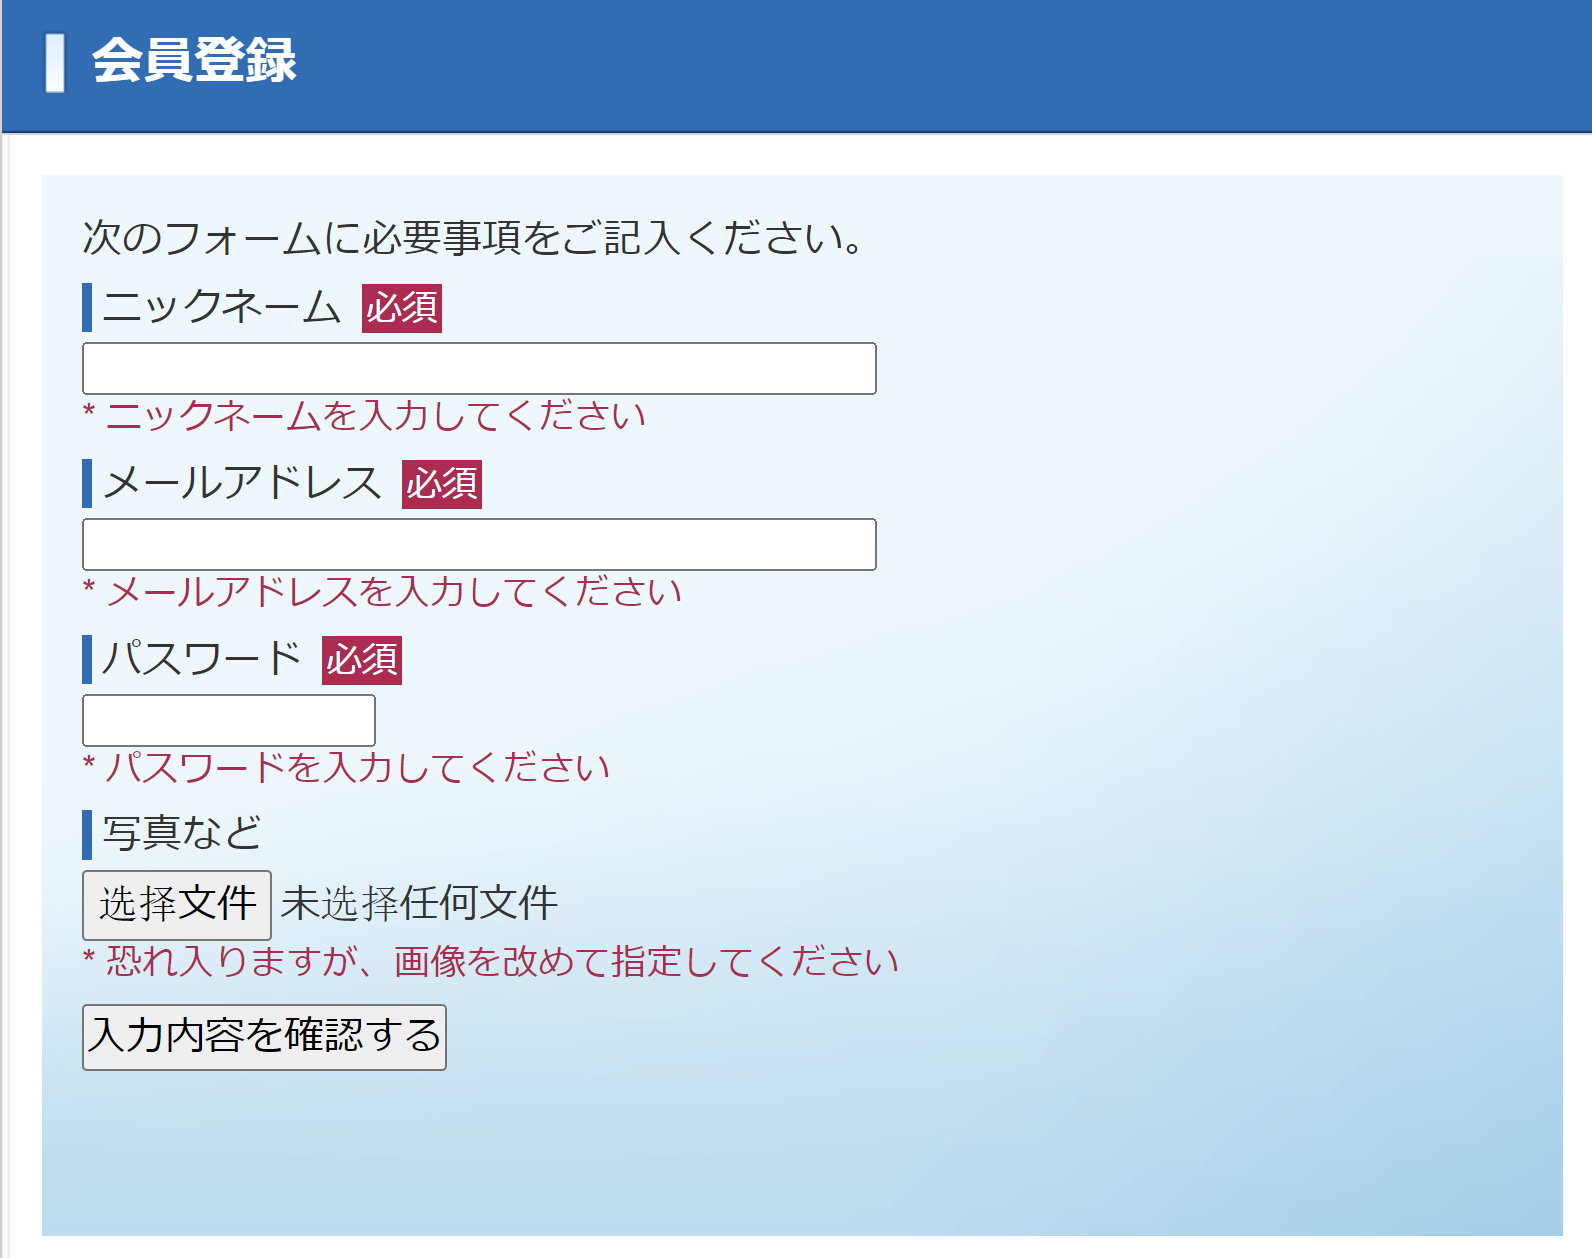 会員登録
次のフォームに必要事項をご記入ください。
ニックネーム 必須
* ニックネームを入力してください
メールアドレス 必須
* メールアドレスを入力してください
パスワード 必須
* パスワードを入力してください
写真など
选择文件 未选择任何文件
* 恐れ入りますが、画像を改めて指定してください
入力内容を確認する